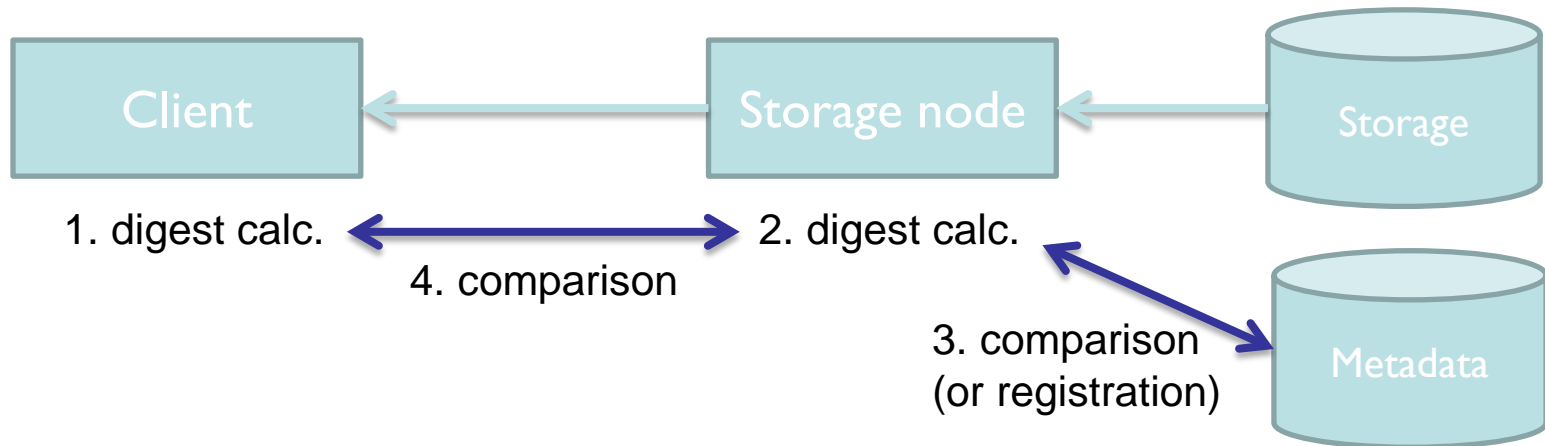 Client
Storage node
Storage
1. digest calc.
2. digest calc.
4. comparison
3. comparison
(or registration)
Metadata